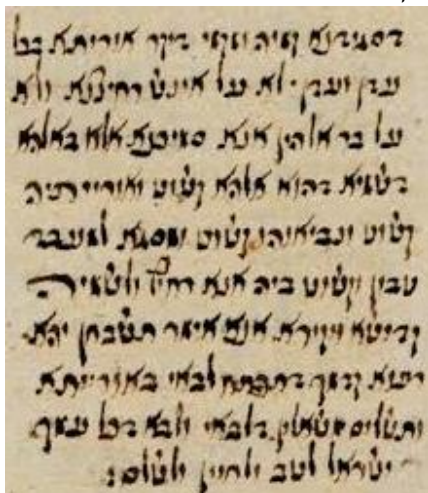 דסגידנא קמיה ומקמי דיקר אוריתא בכל
עדן ועדן. לא על אינש רחיצנא ולא
על בר אלהין אנא סמיכנא אלא באלהא
דשמיא דהוא אלהא קשוט ואורייתיה
קשוט ונביאוהי קשוט ומסגא למעבד
טבון וקשוט ביה אנא רחיץ ולשמיה
קדישא יקירא אנא אימר תשבחן יהא
רעוא קדמך דתפתח לבאי באורייתא
ותשלים משאלין דלבאי ולבא דכל עמך
ישראל לטב ולחיין ולשלם: